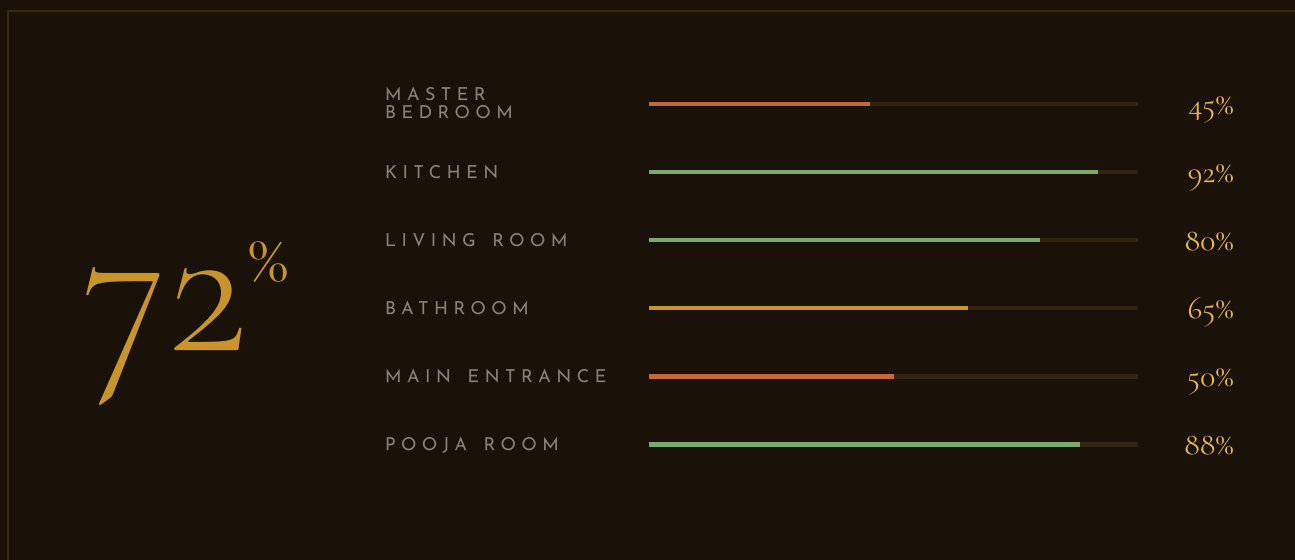 72%
MASTER
BEDROOM
45%
KITCHEN
92%
LIVING ROOM
80%
BATHROOM
65%
MAIN ENTRANCE
50%
POOJA ROOM
88%